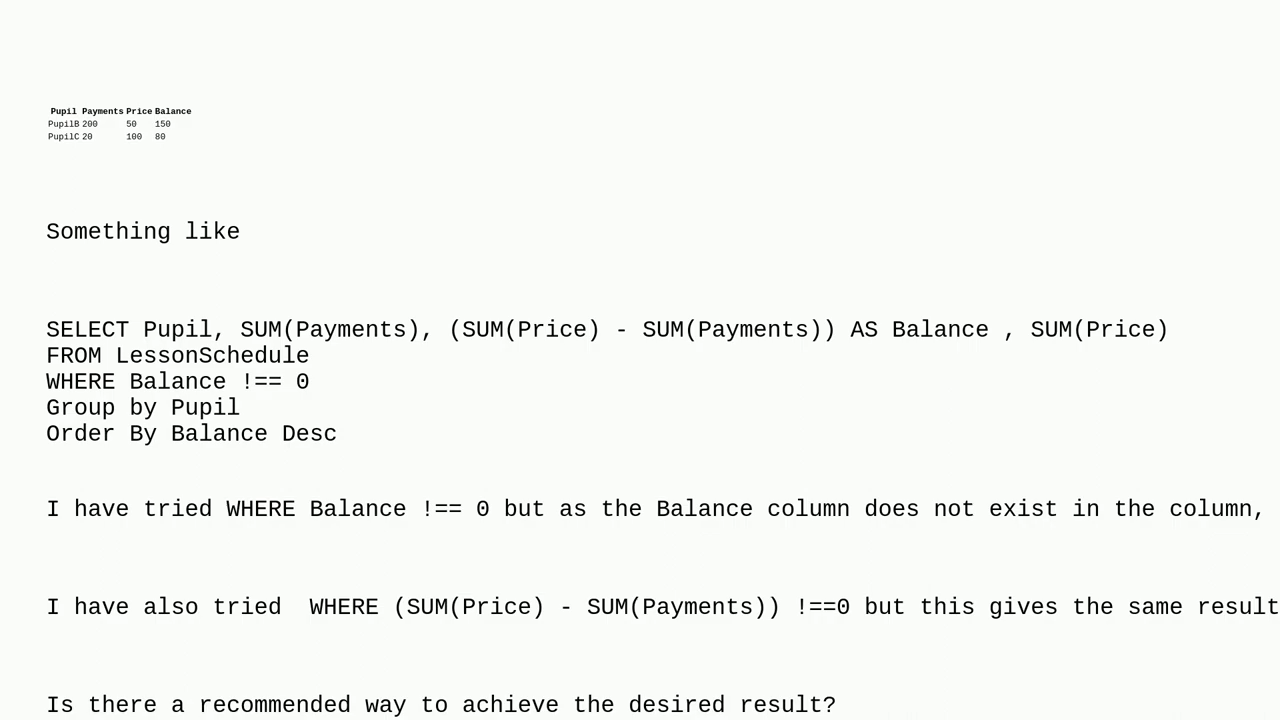 Pupil Payments Price Balance
PupilB 200 50 150
PupilC 20 100 80
Something like
SELECT Pupil, SUM(Payments), (SUM(Price) - SUM(Payments)) AS Balance , SUM(Price)
FROM LessonSchedule
WHERE Balance !== 0
Group by Pupil
Order By Balance Desc
I have tried WHERE Balance !== 0 but as the Balance column does not exist in the column,
I have also tried  WHERE (SUM(Price) - SUM(Payments)) !==0 but this gives the same result
Is there a recommended way to achieve the desired result?